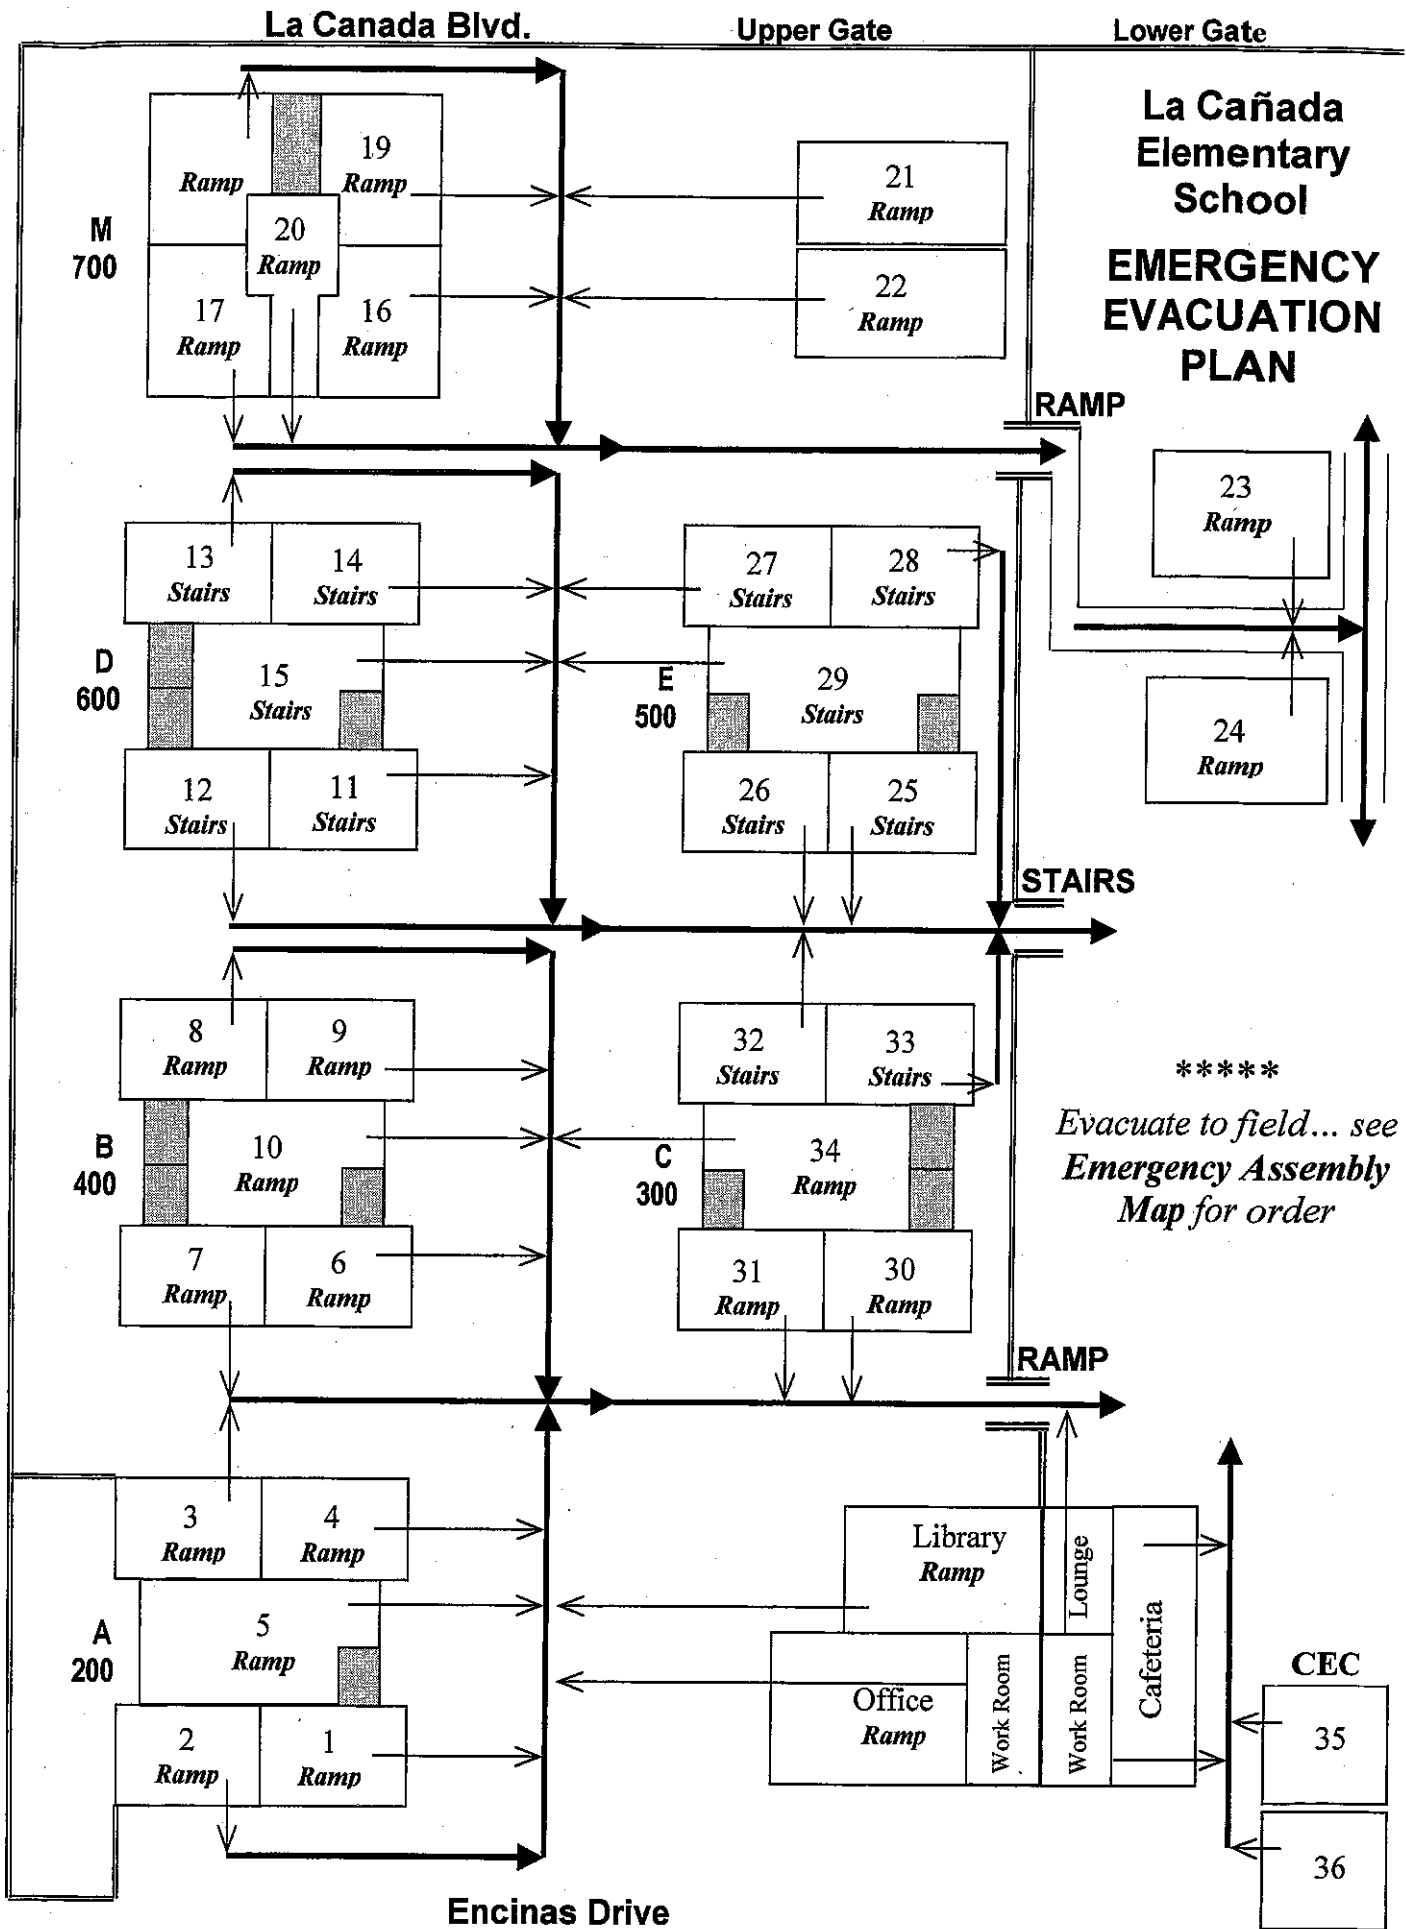 La Canada Blvd.
Upper Gate
Lower Gate
La Cañada
Elementary
School
EMERGENCY
EVACUATION
PLAN
M
700
Ramp
19
Ramp
20
Ramp
17
Ramp
16
Ramp
21
Ramp
22
Ramp
RAMP
23
Ramp
24
Ramp
D
600
13
Stairs
14
Stairs
15
Stairs
12
Stairs
11
Stairs
E
500
27
Stairs
28
Stairs
29
Stairs
26
Stairs
25
Stairs
STAIRS
B
400
8
Ramp
9
Ramp
10
Ramp
7
Ramp
6
Ramp
C
300
32
Stairs
33
Stairs
34
Ramp
31
Ramp
30
Ramp
*****
Evacuate to field... see
Emergency Assembly
Map for order
RAMP
A
200
3
Ramp
4
Ramp
5
Ramp
2
Ramp
1
Ramp
Library
Ramp
Lounge
Cafeteria
Office
Ramp
Work Room
Work Room
CEC
35
36
Encinas Drive